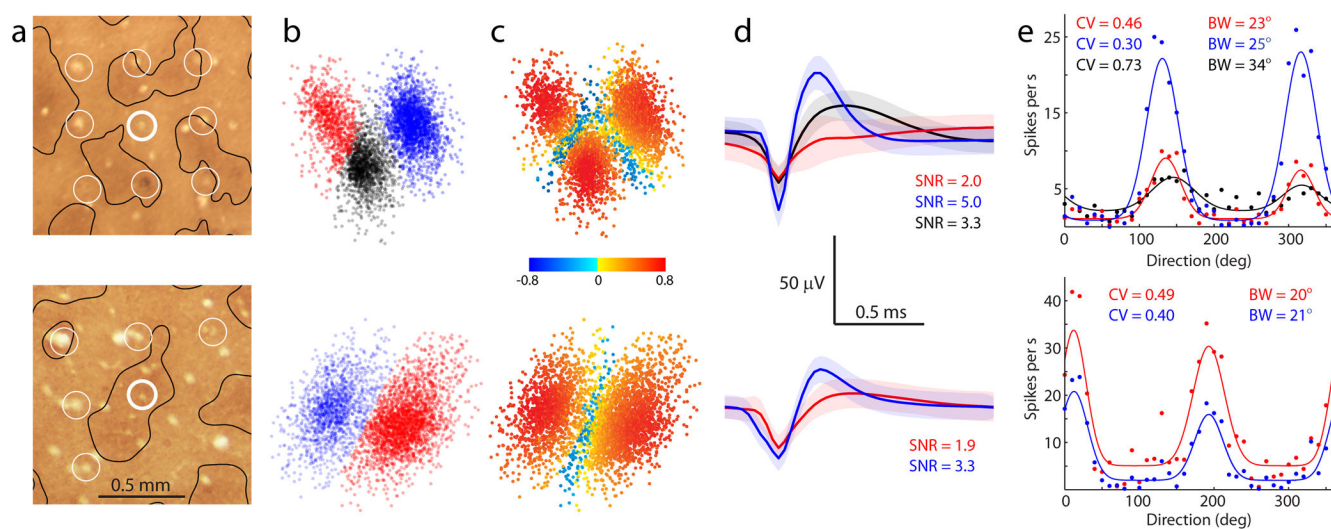 a
b
c
d
e
CV = 0.46
BW = 23°
CV = 0.30
BW = 25°
CV = 0.73
BW = 34°
SNR = 2.0
SNR = 5.0
SNR = 3.3
25
15
5
Spikes per s
0
100
200
300
Direction (deg)
-0.8
0
0.8
50 μV
0.5 ms
0.5 mm
SNR = 1.9
SNR = 3.3
CV = 0.49
BW = 20°
CV = 0.40
BW = 21°
40
30
20
10
Spikes per s
0
100
200
300
Direction (deg)